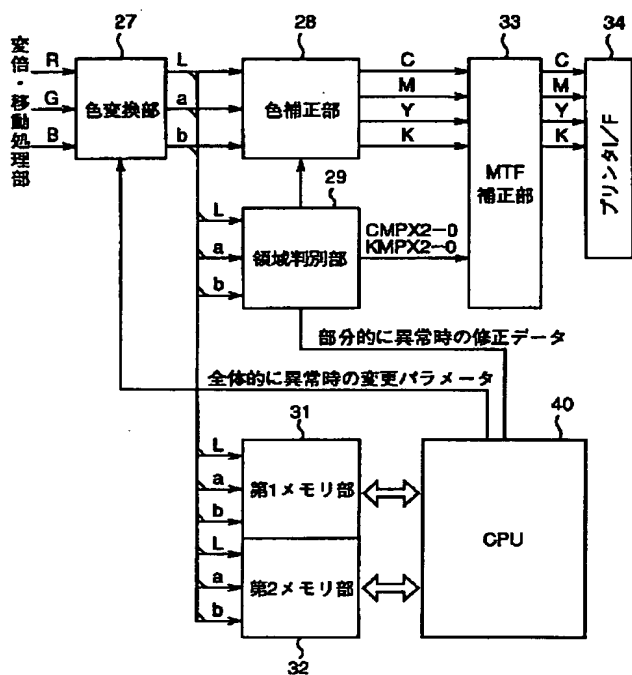 27
28
33
34
変倍・移動処理部
R
G
B
色変換部
L
a
b
色補正部
C
M
Y
K
MTF
補正部
C
M
Y
K
プリンタI/F
29
L
a
b
領域判別部
CMPX2-0
KMPX2-0
部分的に異常時の修正データ
全体的に異常時の変更パラメータ
31
40
L
a
b
第1メモリ部
CPU
L
a
b
第2メモリ部
32